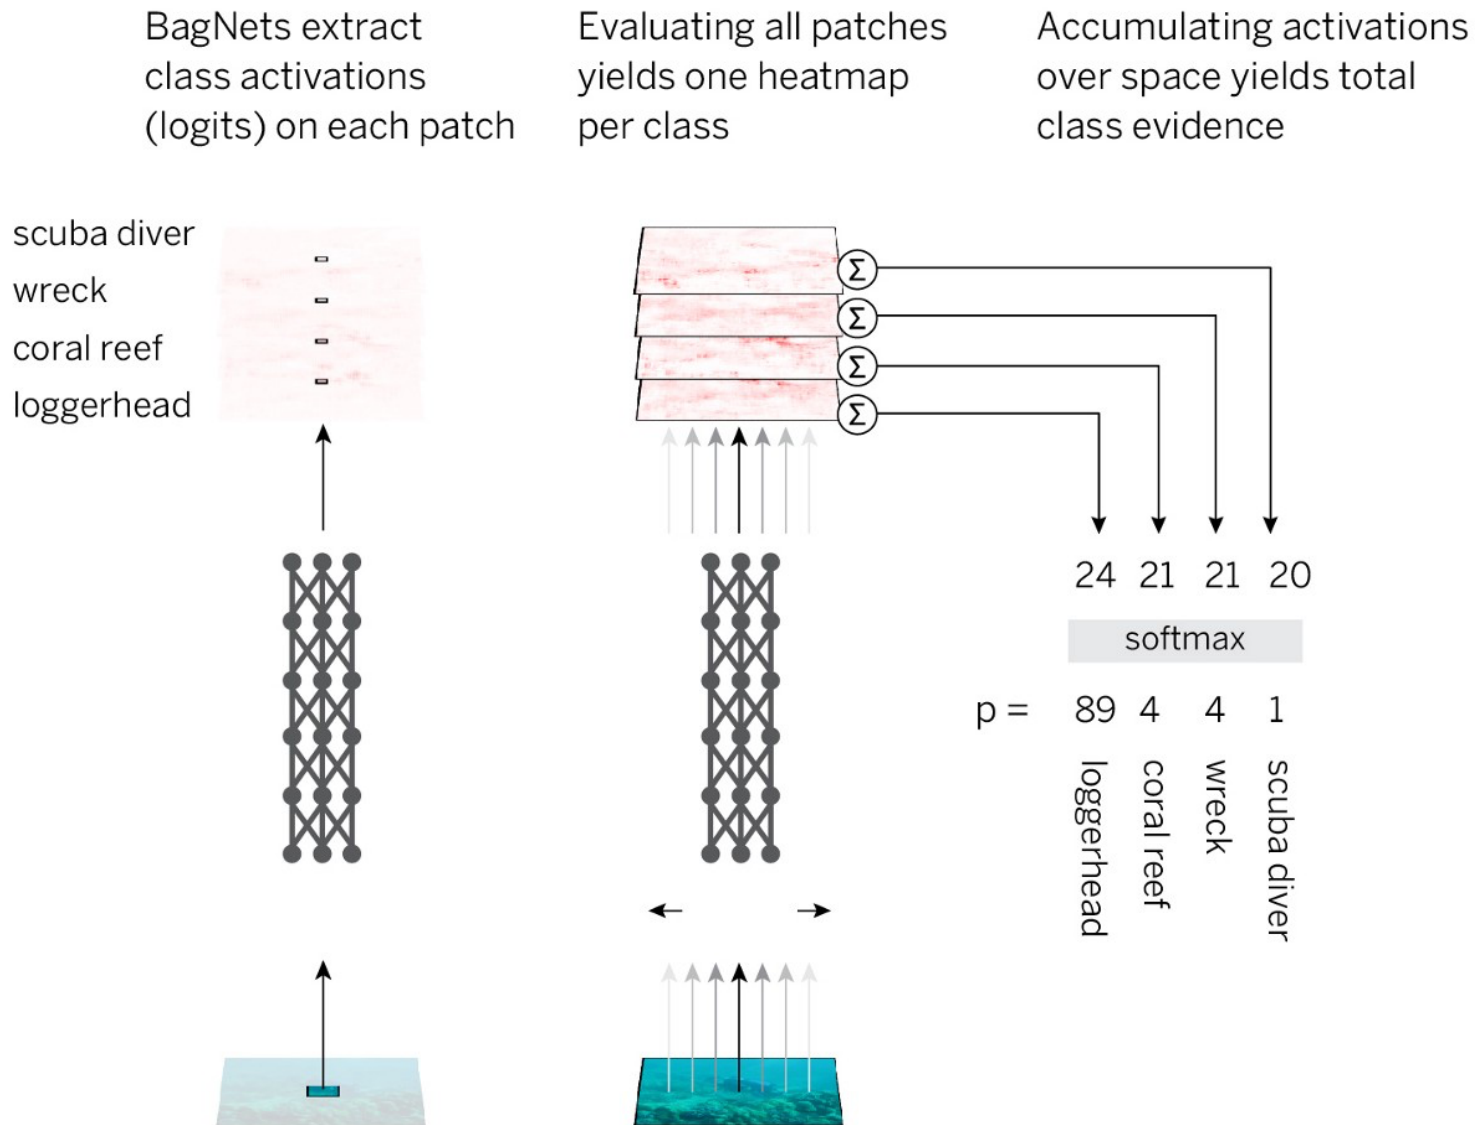 BagNets extract
class activations
(logits) on each patch
Evaluating all patches
yields one heatmap
per class
Accumulating activations
over space yields total
class evidence
scuba diver
wreck
coral reef
loggerhead
Σ
Σ
Σ
Σ
24 21 21 20
softmax
p = 89 4 4 1
loggerhead
coral reef
wreck
scuba diver